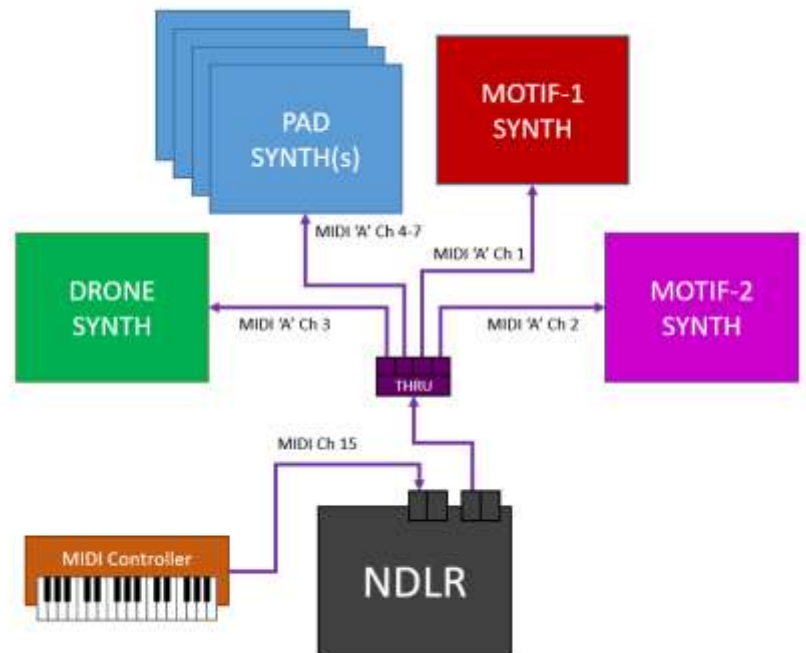 PAD
SYNTH(s)
MOTIF-1
SYNTH
MIDI 'A' Ch 4-7
MIDI 'A' Ch 1
DRONE
SYNTH
MOTIF-2
SYNTH
MIDI 'A' Ch 3
MIDI 'A' Ch 2
THRU
MIDI Ch 15
MIDI Controller
NDLR